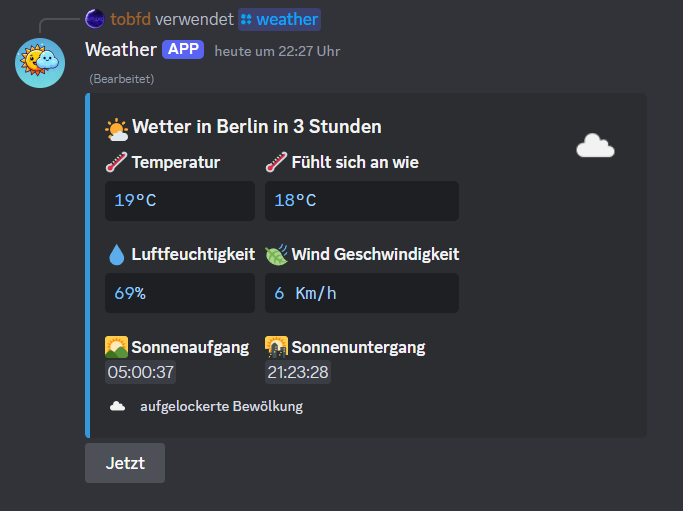 tobfd verwendet weather
Weather APP heute um 22:27 Uhr
(Bearbeitet)
Wetter in Berlin in 3 Stunden
Temperatur Fühlt sich an wie
19°C 18°C
Luftfeuchtigkeit Wind Geschwindigkeit
69% 6 Km/h
Sonnenaufgang Sonnenuntergang
05:00:37 21:23:28
aufgelockerte Bewölkung
Jetzt